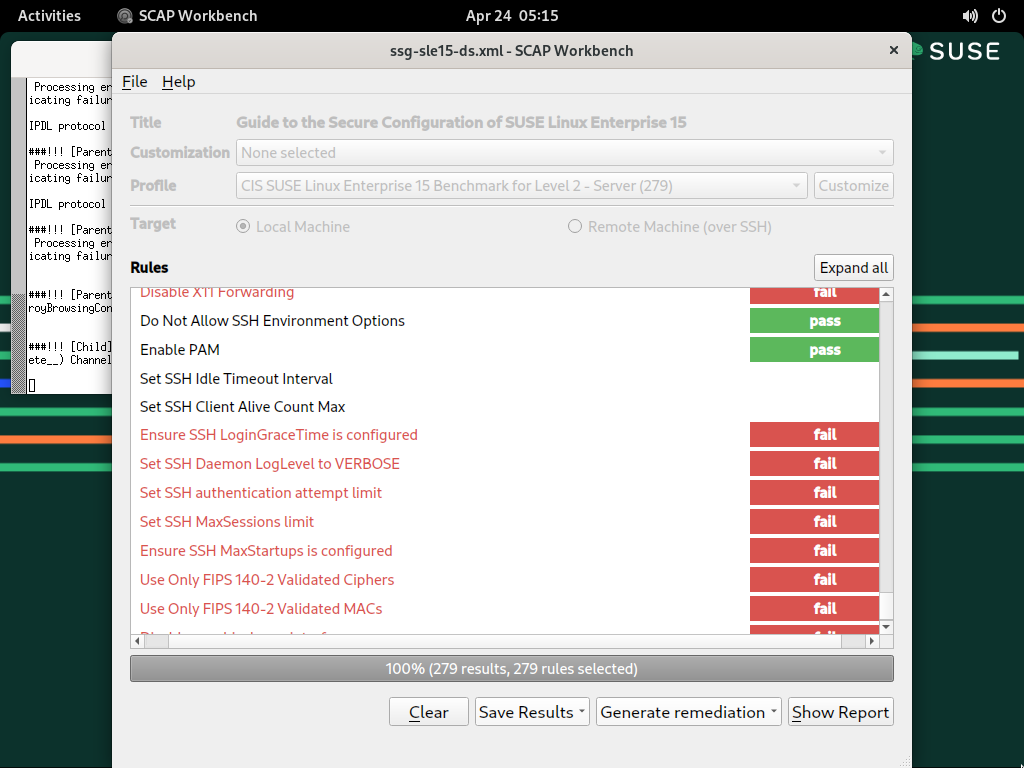 Activities SCAP Workbench Apr 24 05:15
SUSE
Processing er
icating failur
IPDL protocol
###!!! [Parent
Processing er
icating failur
IPDL protocol
###!!! [Parent
Processing er
icating failur
###!!! [Parent
royBrowsingCon
###!!! [Child]
ete__) Channel
ssg-sle15-ds.xml - SCAP Workbench
File Help
Title Guide to the Secure Configuration of SUSE Linux Enterprise 15
Customization None selected
Profile CIS SUSE Linux Enterprise 15 Benchmark for Level 2 - Server (279) Customize
Target Local Machine Remote Machine (over SSH)
Rules Expand all
Disable X11 Forwarding fail
Do Not Allow SSH Environment Options pass
Enable PAM pass
Set SSH Idle Timeout Interval
Set SSH Client Alive Count Max
Ensure SSH LoginGraceTime is configured fail
Set SSH Daemon LogLevel to VERBOSE fail
Set SSH authentication attempt limit fail
Set SSH MaxSessions limit fail
Ensure SSH MaxStartups is configured fail
Use Only FIPS 140-2 Validated Ciphers fail
Use Only FIPS 140-2 Validated MACs fail
100% (279 results, 279 rules selected)
Clear Save Results Generate remediation Show Report